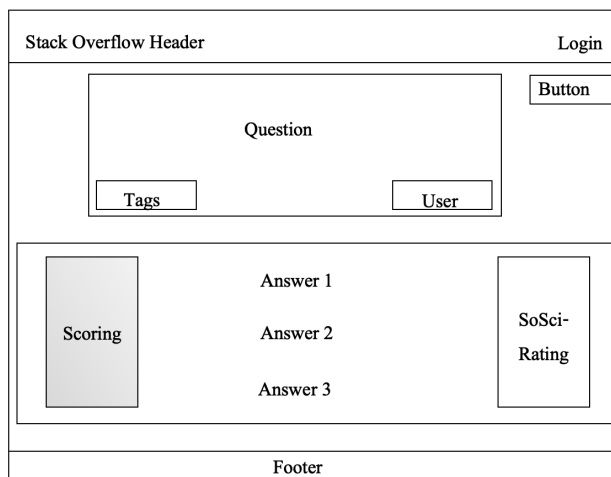 Stack Overflow Header
Login
Button
Question
Tags
User
Answer 1
Scoring
Answer 2
SoSci-
Rating
Answer 3
Footer